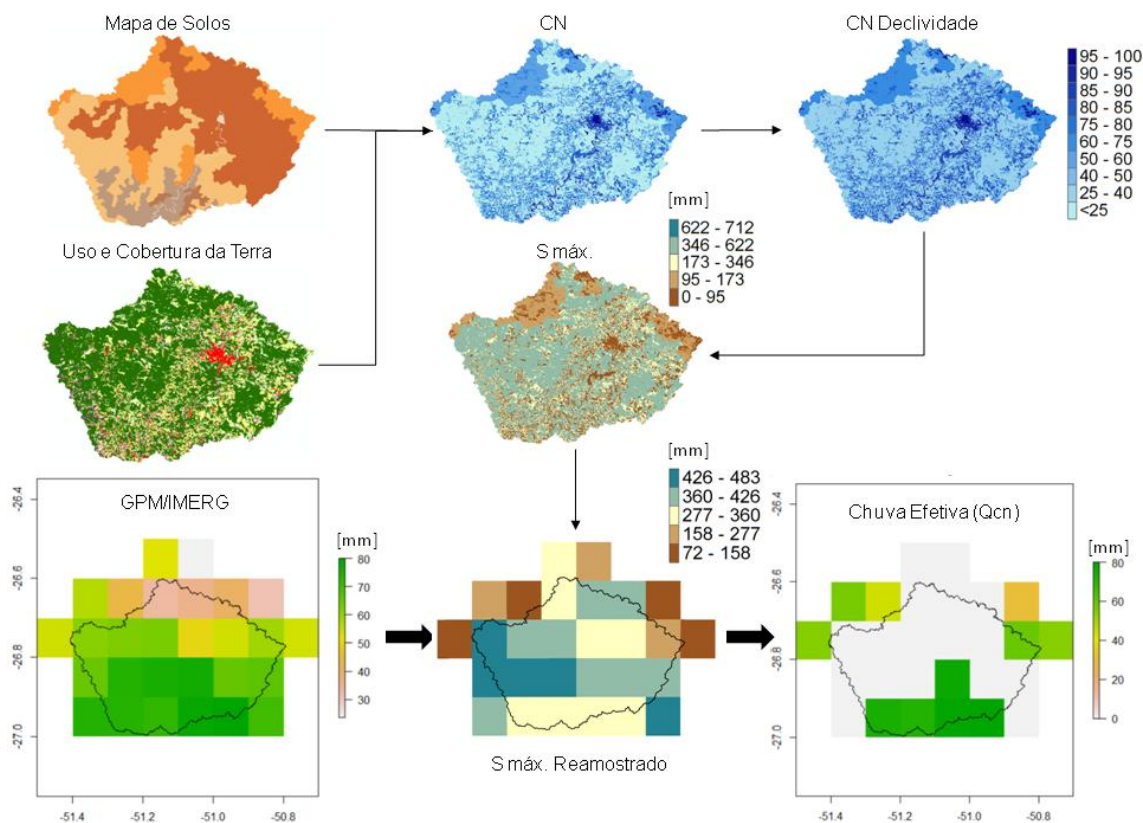 Mapa de Solos
CN
CN Declividade
95 - 100
90 - 95
85 - 90
80 - 85
75 - 80
60 - 75
50 - 60
40 - 50
25 - 40
<25
Uso e Cobertura da Terra
S máx.
[mm]
622 - 712
346 - 622
173 - 346
95 - 173
0 - 95
GPM/IMERG
[mm]
80
70
60
50
40
30
-26.4
-26.6
-26.8
-27.0
-51.4
-51.2
-51.0
-50.8
[mm]
426 - 483
360 - 426
277 - 360
158 - 277
72 - 158
S máx. Reamostrado
Chuva Efetiva (Qcn)
[mm]
80
60
40
20
0
-26.4
-26.6
-26.8
-27.0
-51.4
-51.2
-51.0
-50.8